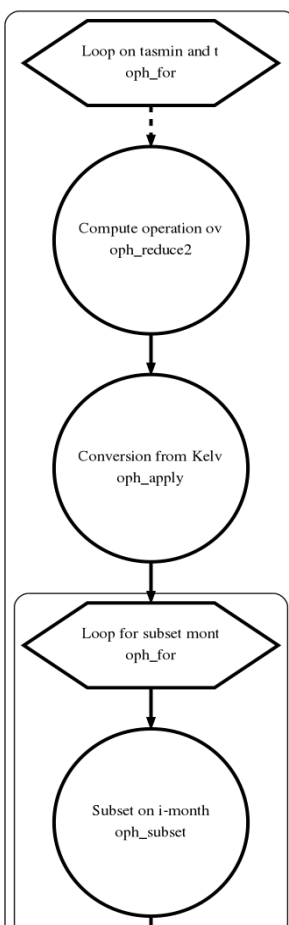 Loop on tasmin and t
oph_for
Compute operation ov
oph_reduce2
Conversion from Kelv
oph_apply
Loop for subset mont
oph_for
Subset on i-month
oph_subset